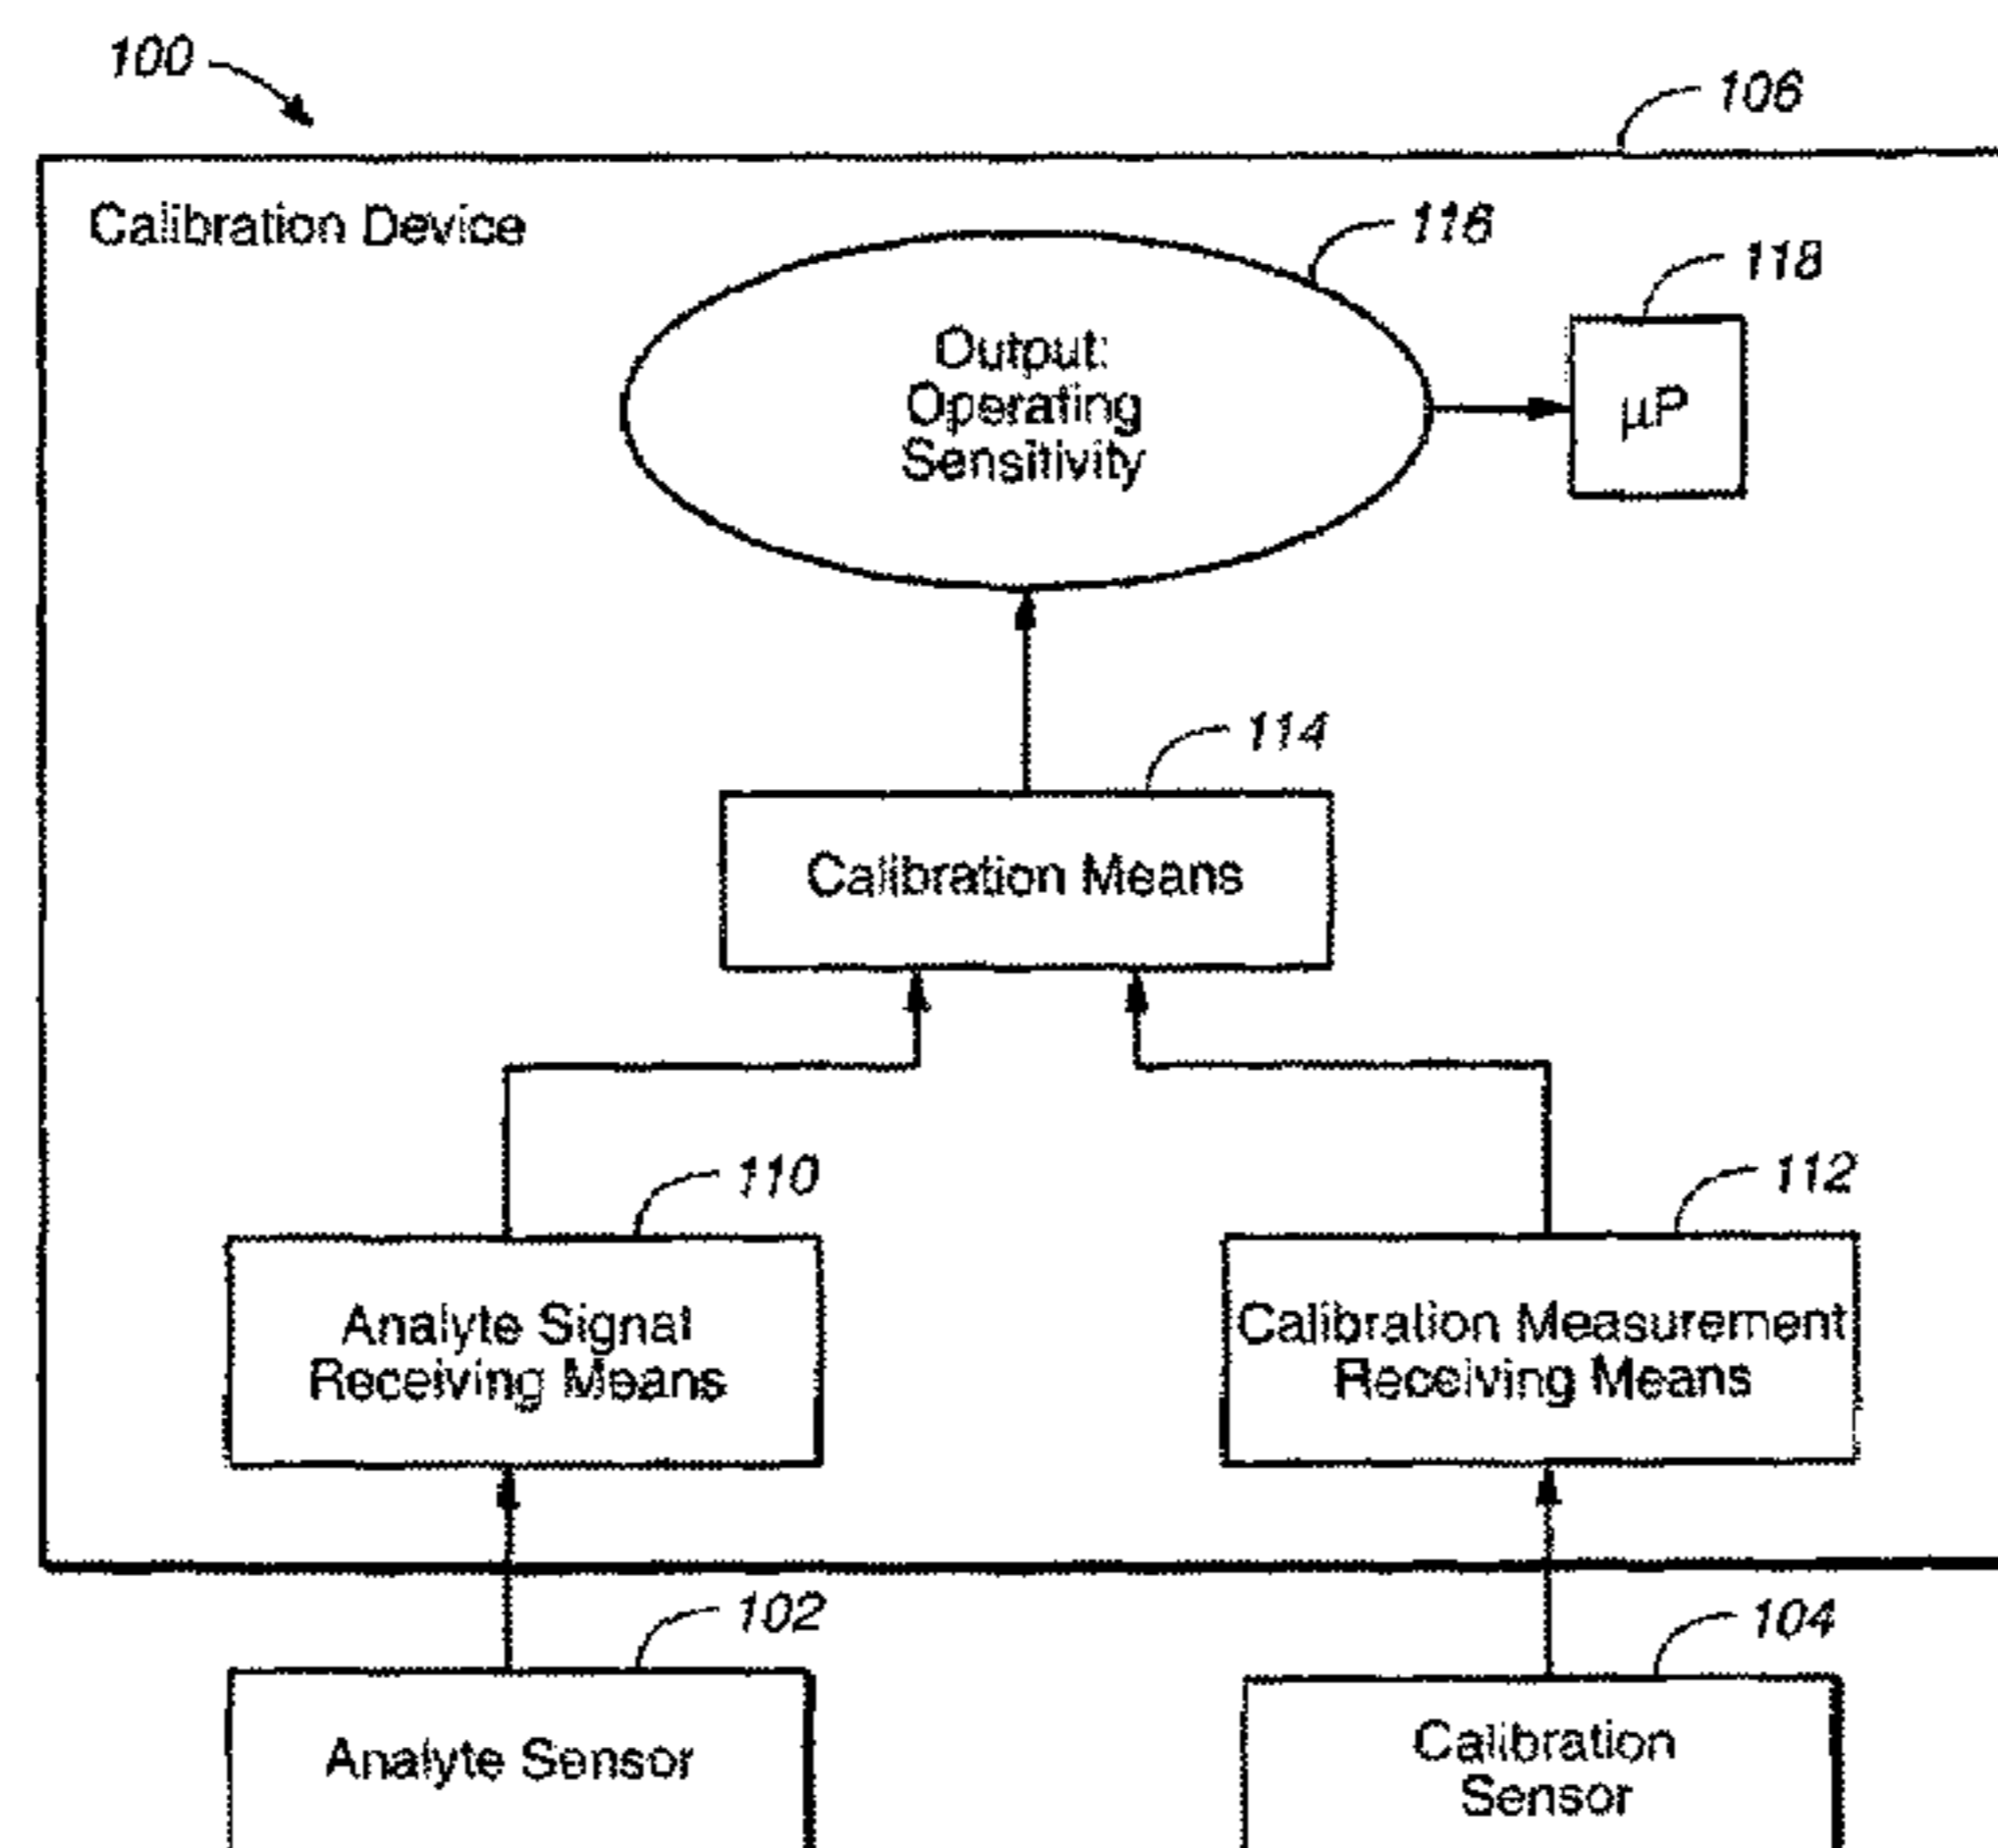 100
106
Calibration Device
116
118
Output:
Operating
Sensitivity
µP
114
Calibration Means
110
112
Analyte Signal
Receiving Means
Calibration Measurement
Receiving Means
102
104
Analyte Sensor
Calibration
Sensor